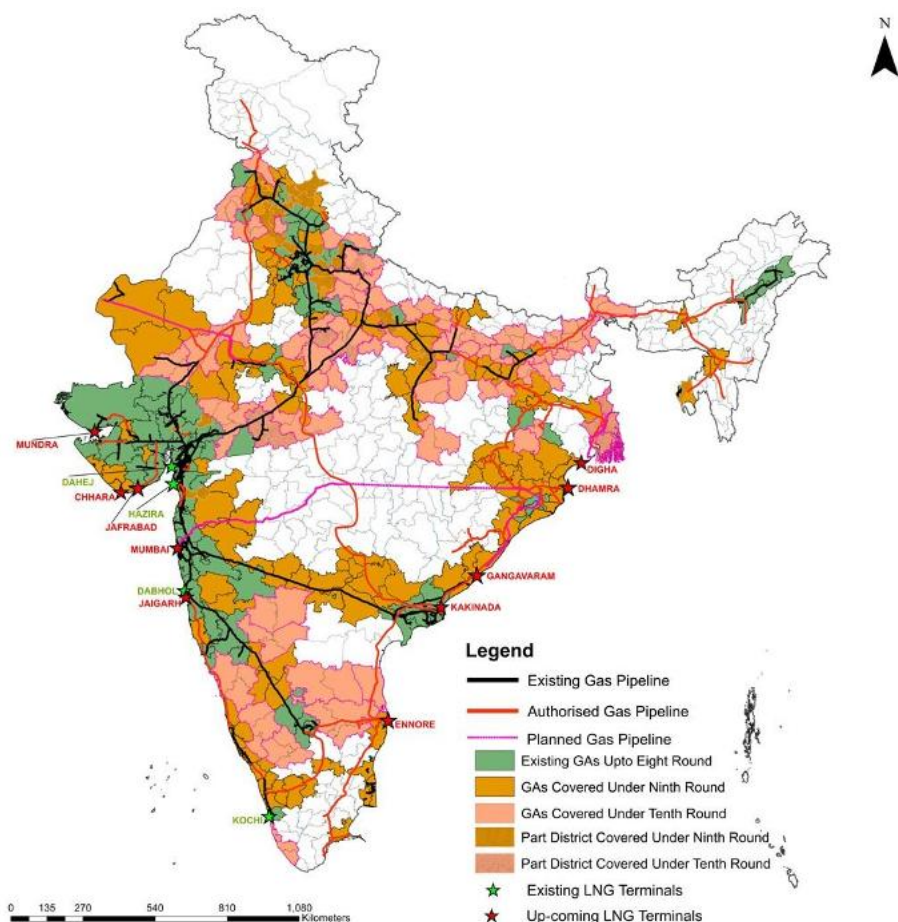 N
MUNDRA
DAHEJ
CHHARA
HAZIRA
JAFRABAD
MUMBAI
DABHOL
JAIGARH
DIGHA
DHAMRA
GANGAVARAM
KAKINADA
ENNORE
KOCHI
Legend
Existing Gas Pipeline
Authorised Gas Pipeline
Planned Gas Pipeline
Existing GAs Upto Eight Round
GAs Covered Under Ninth Round
GAs Covered Under Tenth Round
Part District Covered Under Ninth Round
Part District Covered Under Tenth Round
Existing LNG Terminals
Up-coming LNG Terminals
0 135 270 540 810 1,080
Kilometers